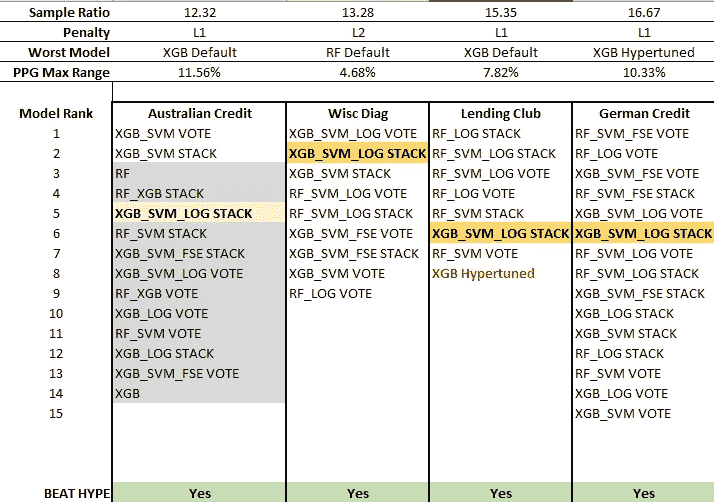 Sample Ratio 12.32 13.28 15.35 16.67
Penalty L1 L2 L1 L1
Worst Model XGB Default RF Default XGB Default XGB Hypertuned
PPG Max Range 11.56% 4.68% 7.82% 10.33%
Model Rank Australian Credit Wisc Diag Lending Club German Credit
1 XGB_SVM VOTE XGB_SVM_LOG VOTE RF_LOG STACK RF_SVM_FSE VOTE
2 XGB_SVM STACK XGB_SVM_LOG STACK RF_SVM_LOG STACK RF_LOG VOTE
3 RF XGB_SVM STACK RF_SVM_LOG VOTE XGB_SVM_FSE VOTE
4 RF_XGB STACK RF_SVM_LOG VOTE RF_LOG VOTE RF_SVM_FSE STACK
5 XGB_SVM_LOG STACK RF_SVM_LOG STACK RF_SVM STACK XGB_SVM_LOG VOTE
6 RF_SVM STACK XGB_SVM_FSE VOTE XGB_SVM_LOG STACK XGB_SVM_LOG STACK
7 XGB_SVM_FSE STACK XGB_SVM_FSE STACK RF_SVM VOTE RF_SVM_LOG VOTE
8 XGB_SVM_LOG VOTE XGB_SVM VOTE XGB Hypertuned RF_SVM_LOG STACK
9 RF_XGB VOTE RF_LOG VOTE XGB_SVM_FSE STACK
10 XGB_LOG VOTE XGB_SVM STACK
11 RF_SVM VOTE RF_LOG STACK
12 XGB_LOG STACK RF_SVM VOTE
13 XGB_SVM_FSE VOTE XGB_LOG VOTE
14 XGB XGB_SVM VOTE
15
BEAT HYPE Yes Yes Yes Yes